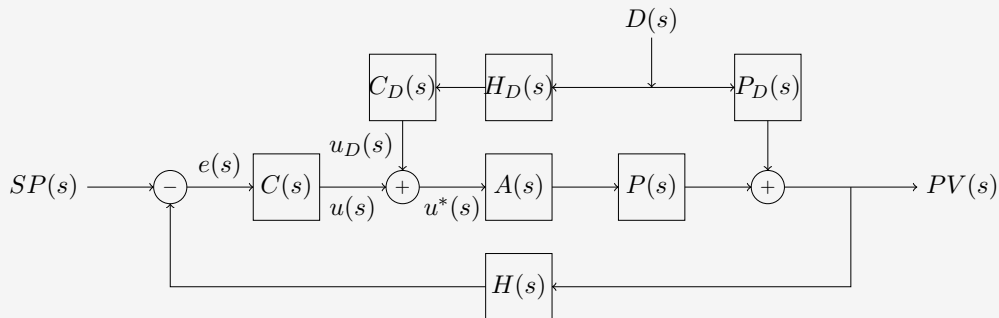 D(s)
C_D(s) H_D(s) P_D(s)
u_D(s)
e(s)
SP(s) − C(s) + A(s) P(s) + PV(s)
u(s) u*(s)
H(s)